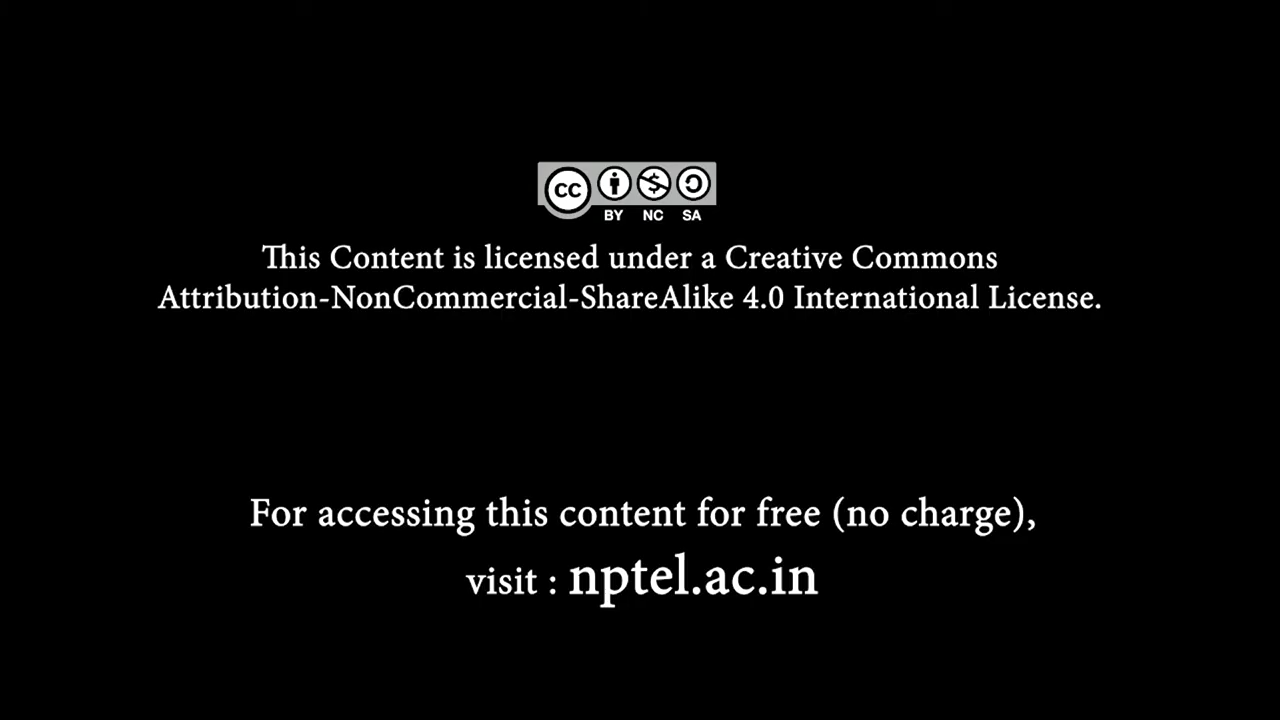 cc
BY NC SA
This Content is licensed under a Creative Commons
Attribution-NonCommercial-ShareAlike 4.0 International License.
For accessing this content for free (no charge),
visit : nptel.ac.in